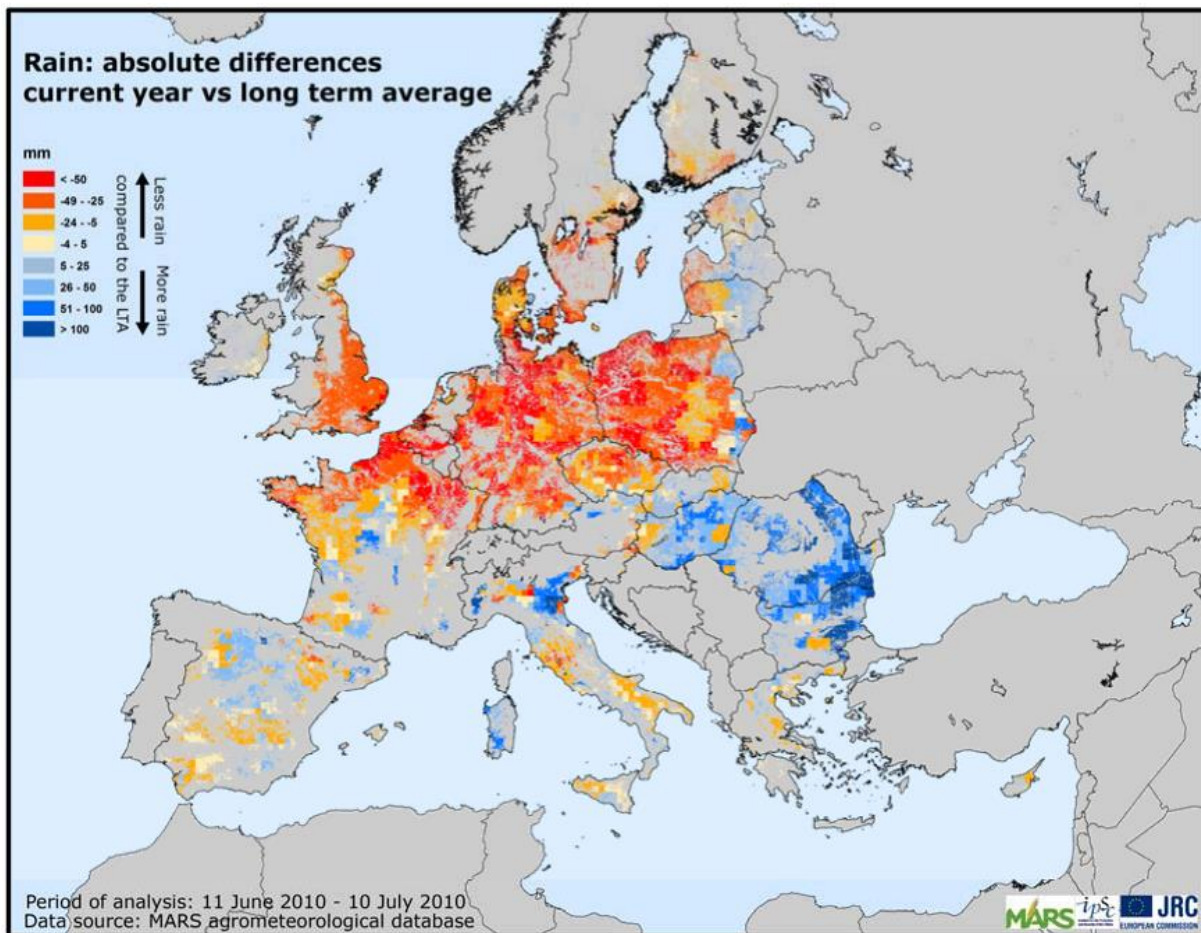 Rain: absolute differences
current year vs long term average
mm
< -50
-49 - -25
-24 - -5
-4 - 5
5 - 25
26 - 50
51 - 100
> 100
Less rain
compared to the LTA
More rain
Period of analysis: 11 June 2010 - 10 July 2010
Data source: MARS agrometeorological database
MARS
ipsc
JRC
EUROPEAN COMMISSION